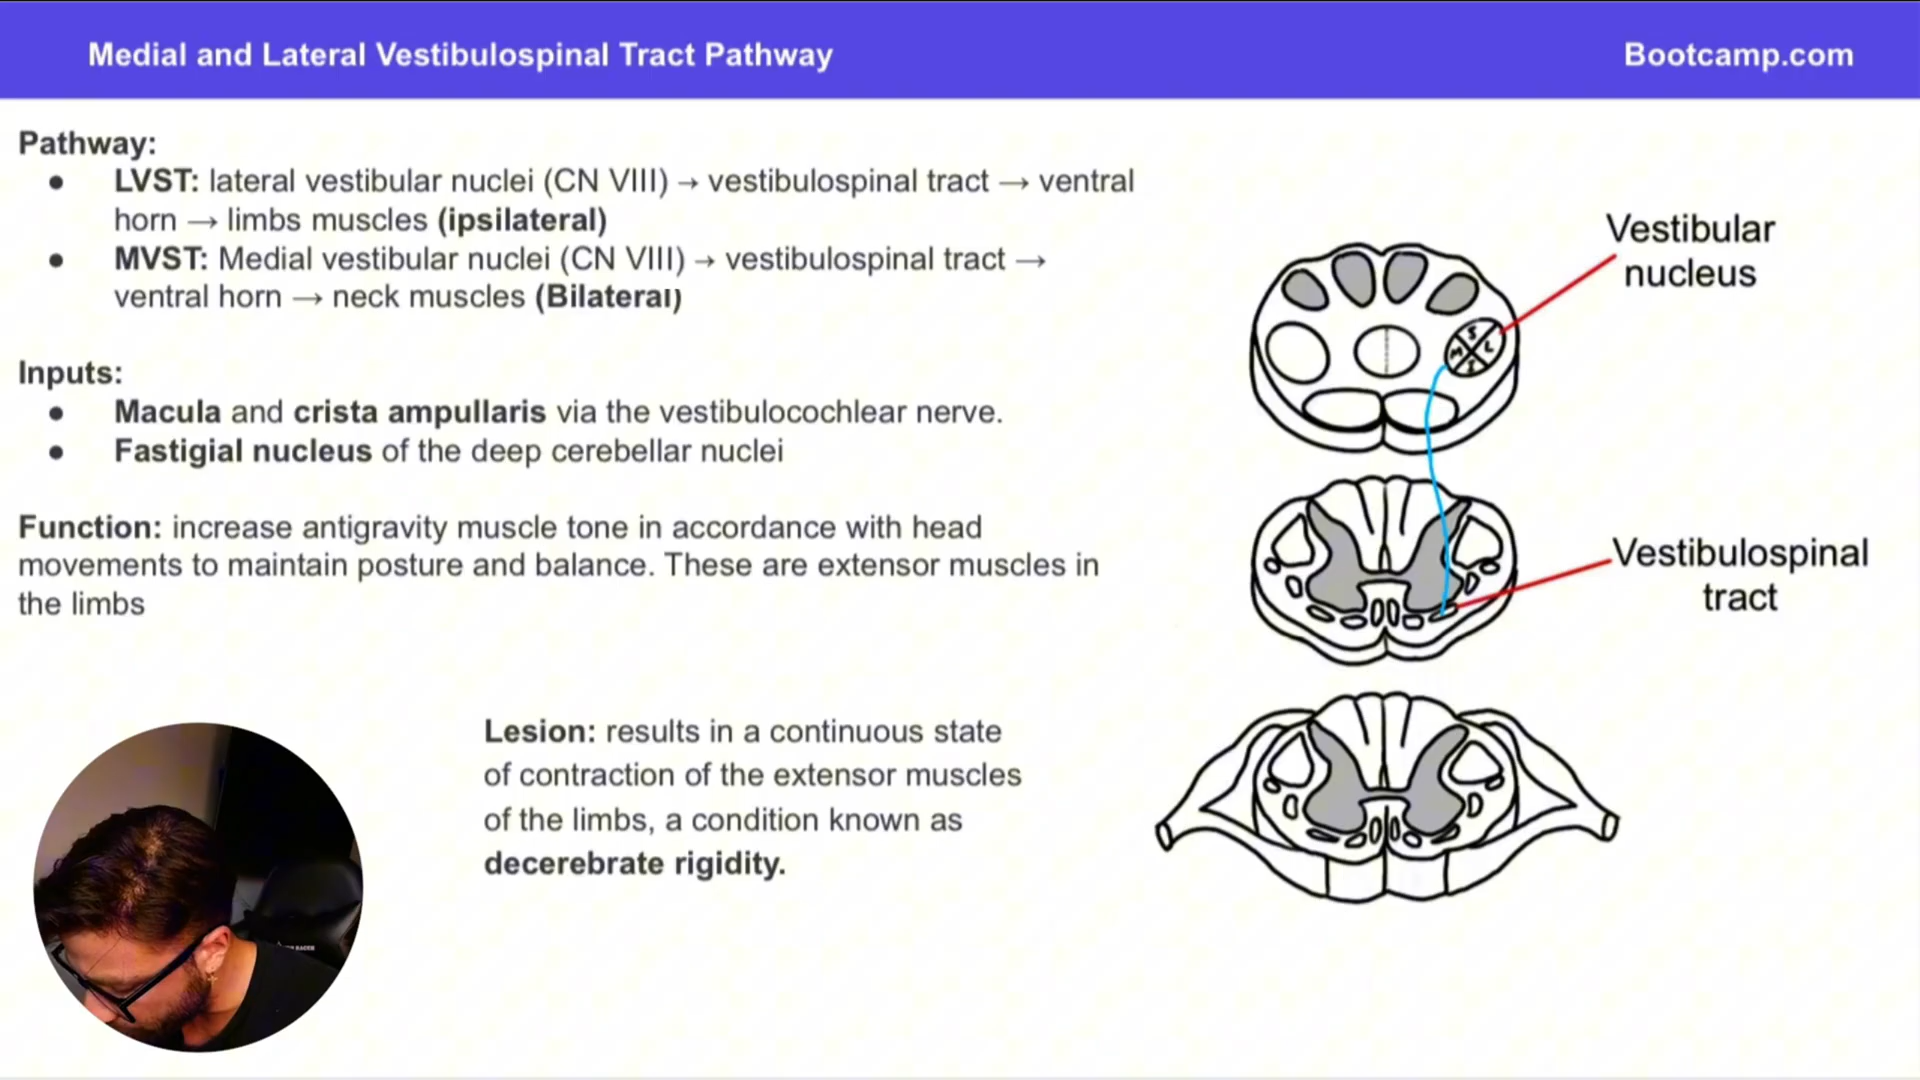 Medial and Lateral Vestibulospinal Tract Pathway
Bootcamp.com
Pathway:
● LVST: lateral vestibular nuclei (CN VIII) → vestibulospinal tract → ventral
horn → limbs muscles (ipsilateral)
● MVST: Medial vestibular nuclei (CN VIII) → vestibulospinal tract →
ventral horn → neck muscles (Bilateral)
Inputs:
● Macula and crista ampullaris via the vestibulocochlear nerve.
● Fastigial nucleus of the deep cerebellar nuclei
Function: increase antigravity muscle tone in accordance with head
movements to maintain posture and balance. These are extensor muscles in
the limbs
Lesion: results in a continuous state
of contraction of the extensor muscles
of the limbs, a condition known as
decerebrate rigidity.
Vestibular
nucleus
S
M L
I
Vestibulospinal
tract